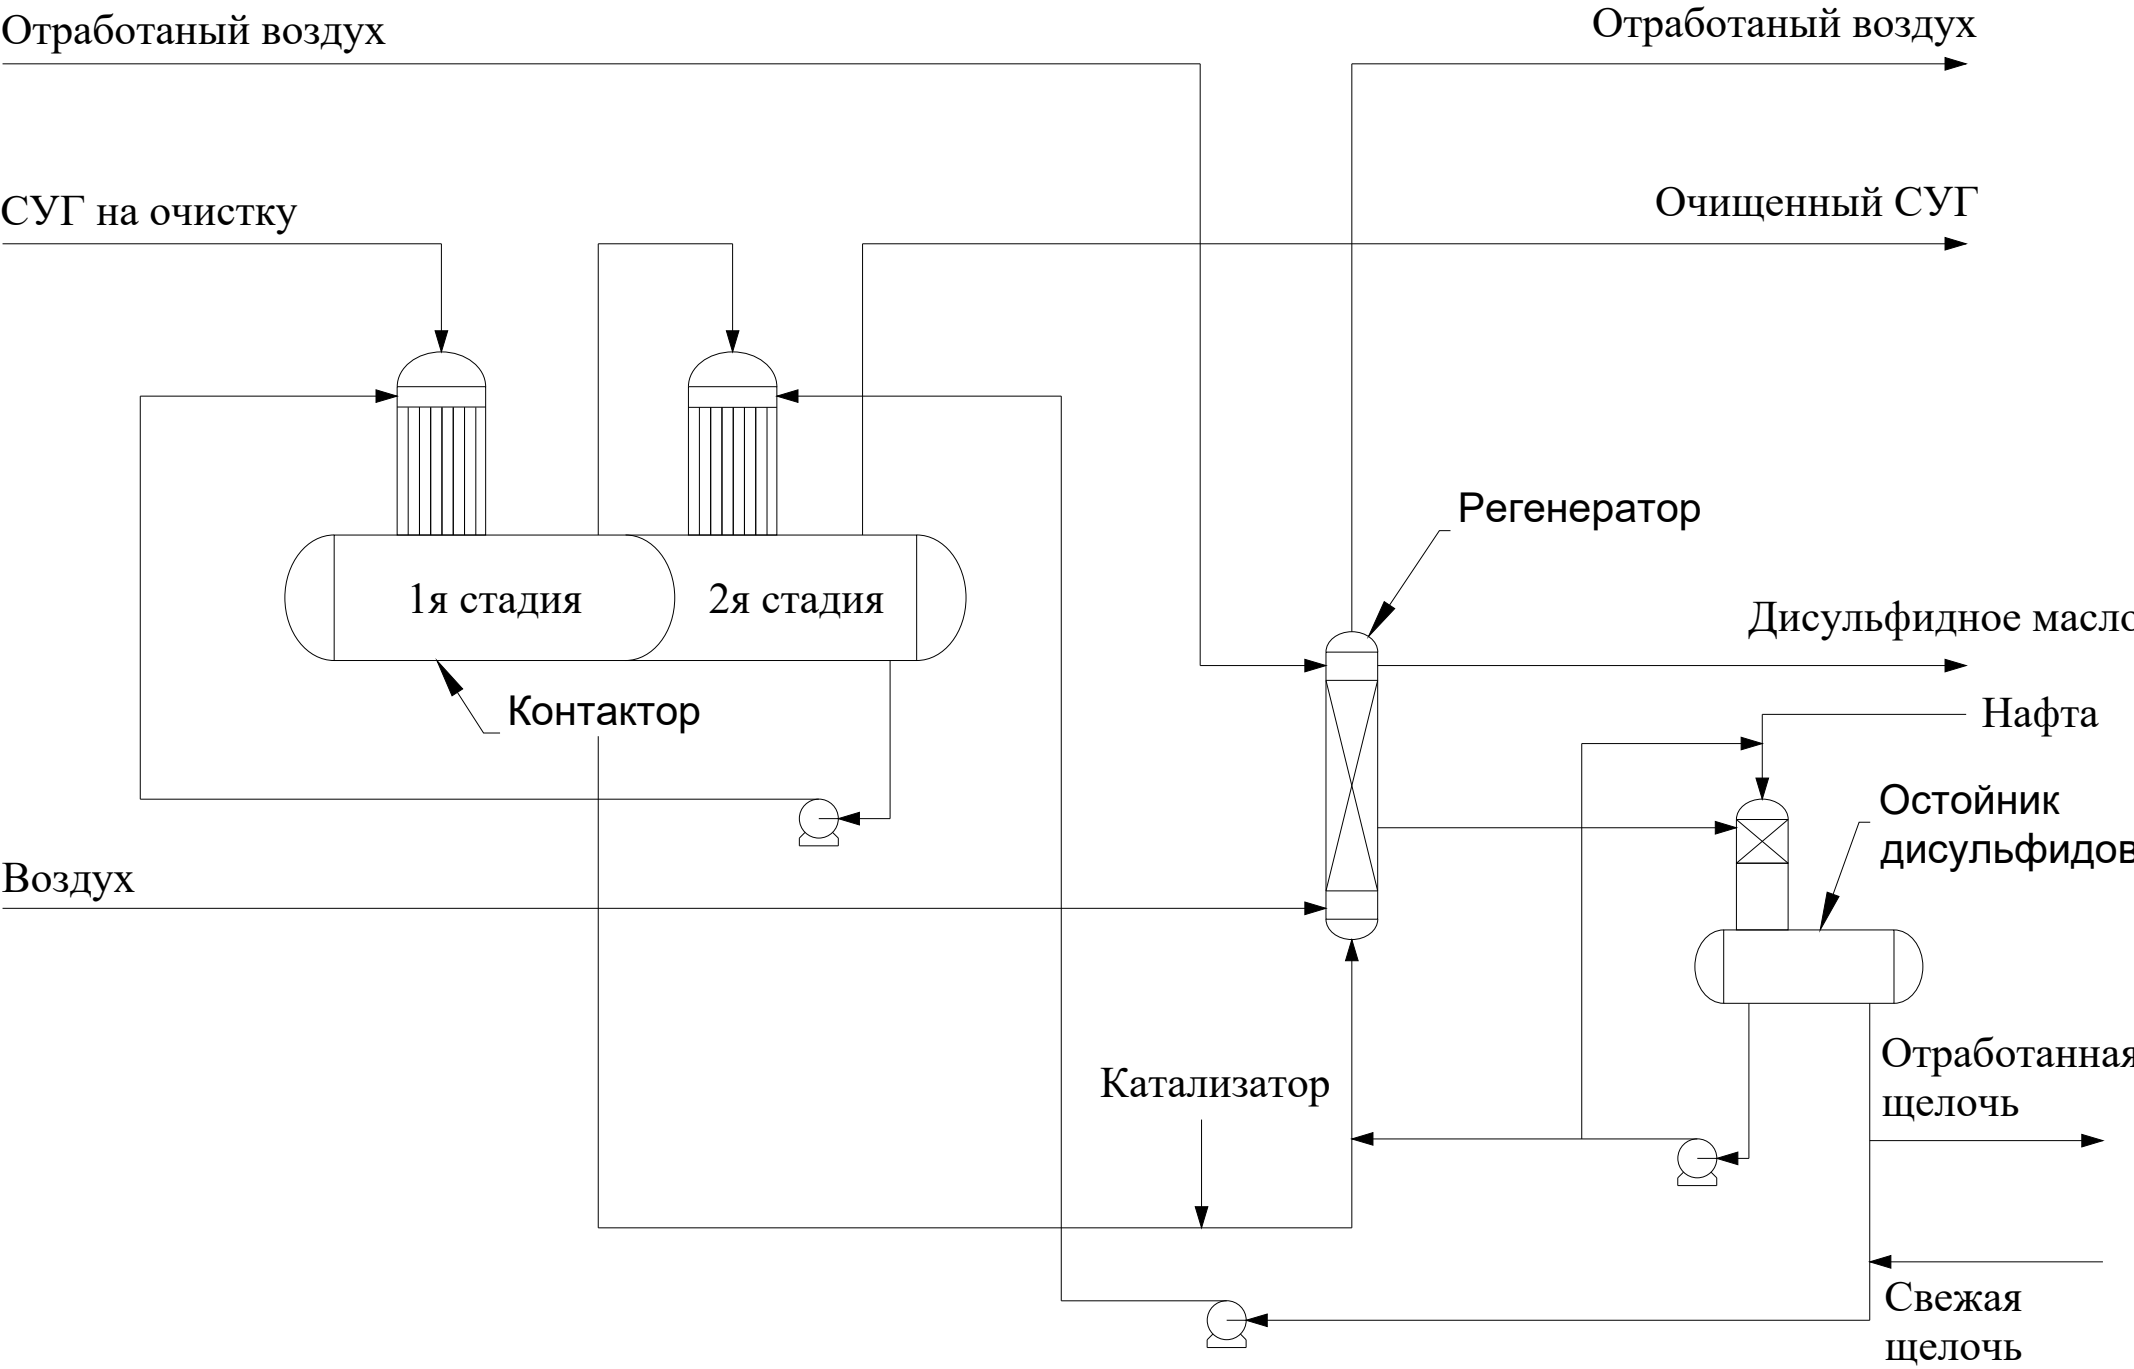 Отработаный воздух
Отработаный воздух
СУГ на очистку
Очищенный СУГ
Регенератор
1я стадия
2я стадия
Дисульфидное масло
Контактор
Нафта
Остойник
дисульфидов
Воздух
Отработанная
щелочь
Катализатор
Свежая
щелочь